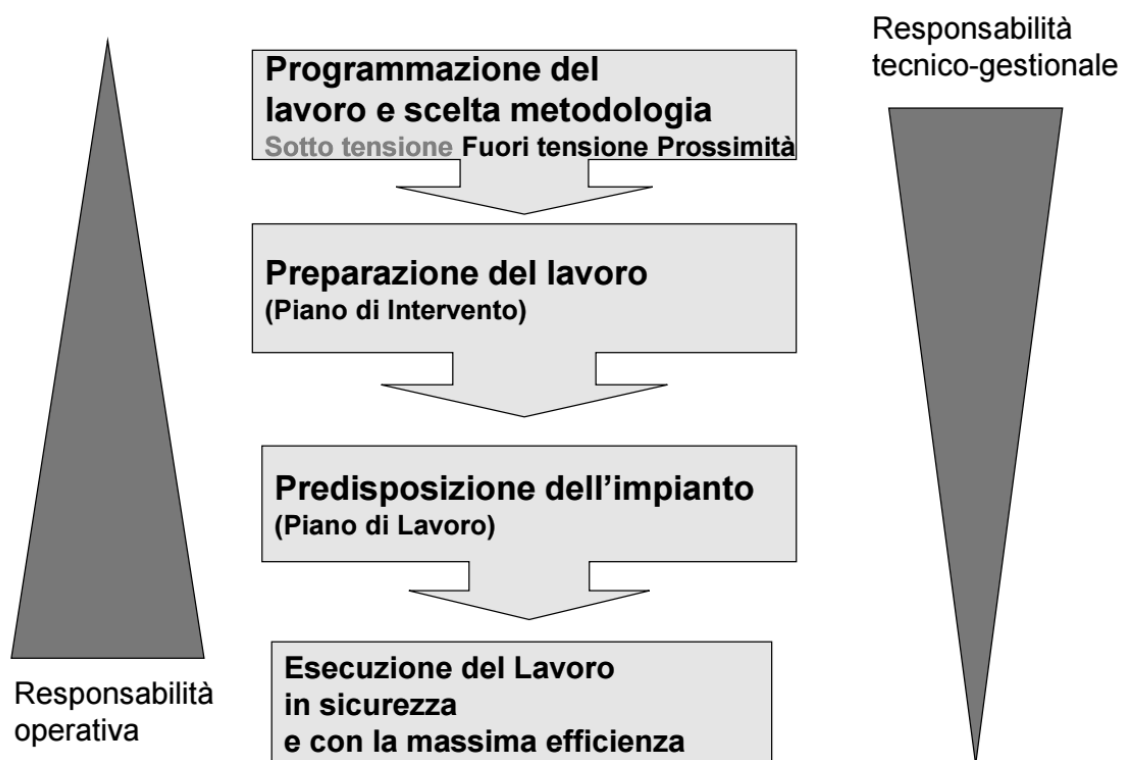 Responsabilità
tecnico-gestionale
Programmazione del
lavoro e scelta metodologia
Sotto tensione Fuori tensione Prossimità
Preparazione del lavoro
(Piano di Intervento)
Predisposizione dell'impianto
(Piano di Lavoro)
Esecuzione del Lavoro
in sicurezza
e con la massima efficienza
Responsabilità
operativa